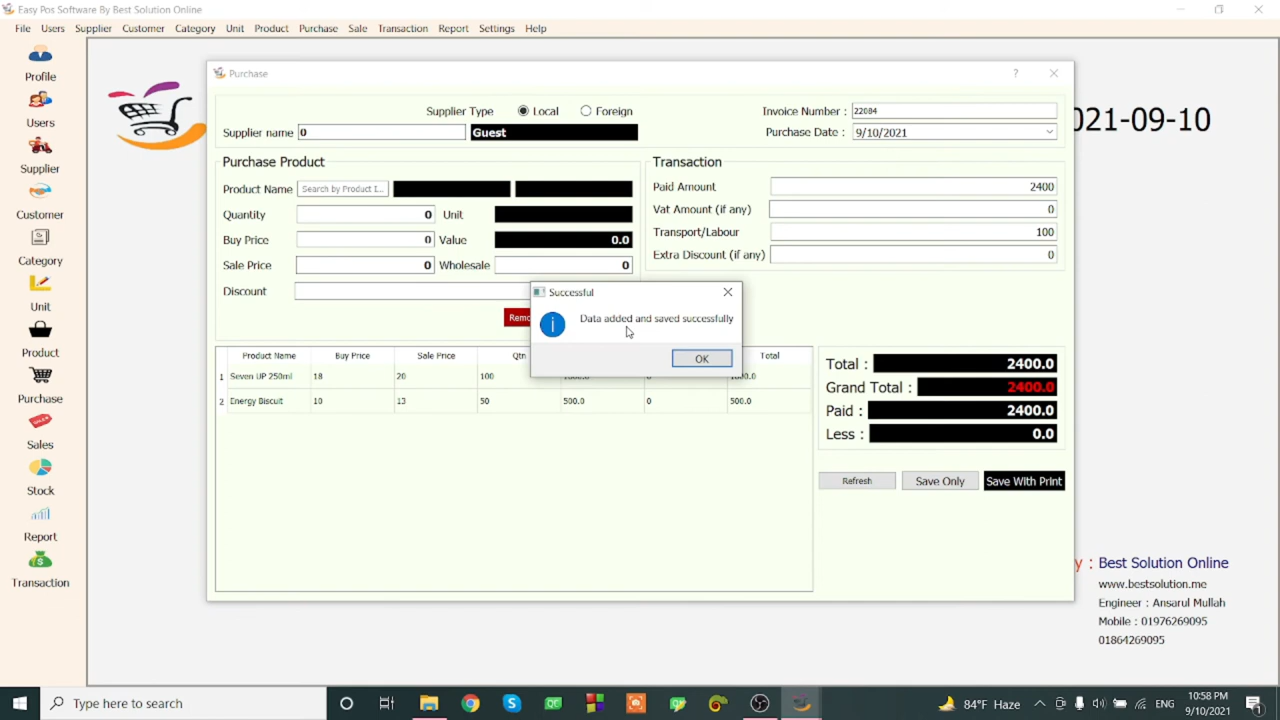 Easy Pos Software By Best Solution Online
File Users Supplier Customer Category Unit Product Purchase Sale Transaction Report Settings Help
Profile
Users
Supplier
Customer
Category
Unit
Product
Purchase
Sales
Stock
Report
Transaction
021-09-10
Purchase
?
Supplier Type Local Foreign
Invoice Number : 22084
Supplier name 0 Guest
Purchase Date : 9/10/2021
Purchase Product
Product Name Search by Product I...
Quantity 0 Unit
Buy Price 0 Value 0.0
Sale Price 0 Wholesale 0
Discount
Remo
Transaction
Paid Amount 2400
Vat Amount (if any) 0
Transport/Labour 100
Extra Discount (if any) 0
Successful
Data added and saved successfully
OK
Product Name Buy Price Sale Price Qtn Total
1 Seven UP 250ml 18 20 100
2 Energy Biscuit 10 13 50 500.0 0 500.0
Total : 2400.0
Grand Total : 2400.0
Paid : 2400.0
Less : 0.0
Refresh Save Only Save With Print
y : Best Solution Online
www.bestsolution.me
Engineer : Ansarul Mullah
Mobile : 01976269095
01864269095
Type here to search
84°F Haze
ENG
10:58 PM
9/10/2021